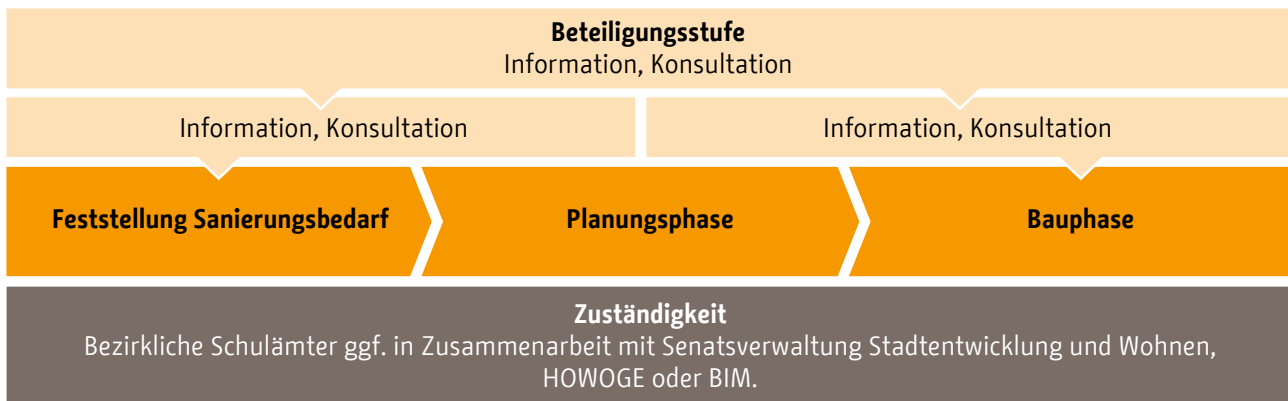 Beteiligungsstufe
Information, Konsultation
Information, Konsultation
Information, Konsultation
Feststellung Sanierungsbedarf
Planungsphase
Bauphase
Zuständigkeit
Bezirkliche Schulämter ggf. in Zusammenarbeit mit Senatsverwaltung Stadtentwicklung und Wohnen,
HOWOGE oder BIM.